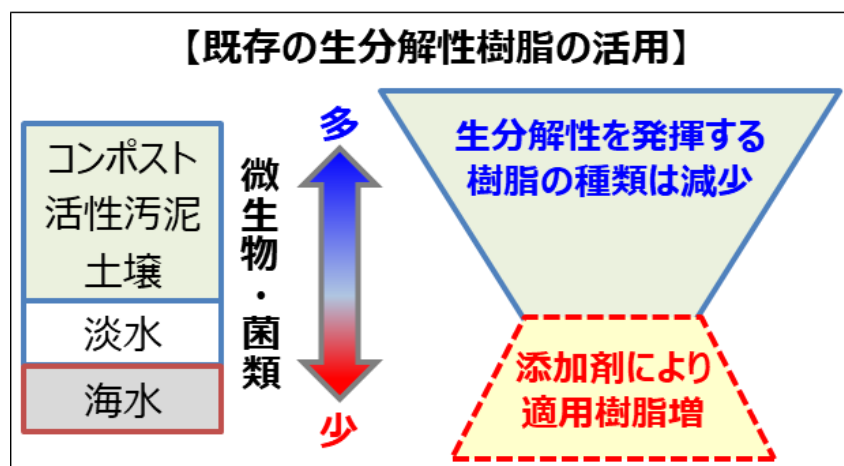 【既存の生分解性樹脂の活用】
コンポスト
活性汚泥
土壌
淡水
海水
微生物・菌類
多
少
生分解性を発揮する
樹脂の種類は減少
添加剤により
適用樹脂増